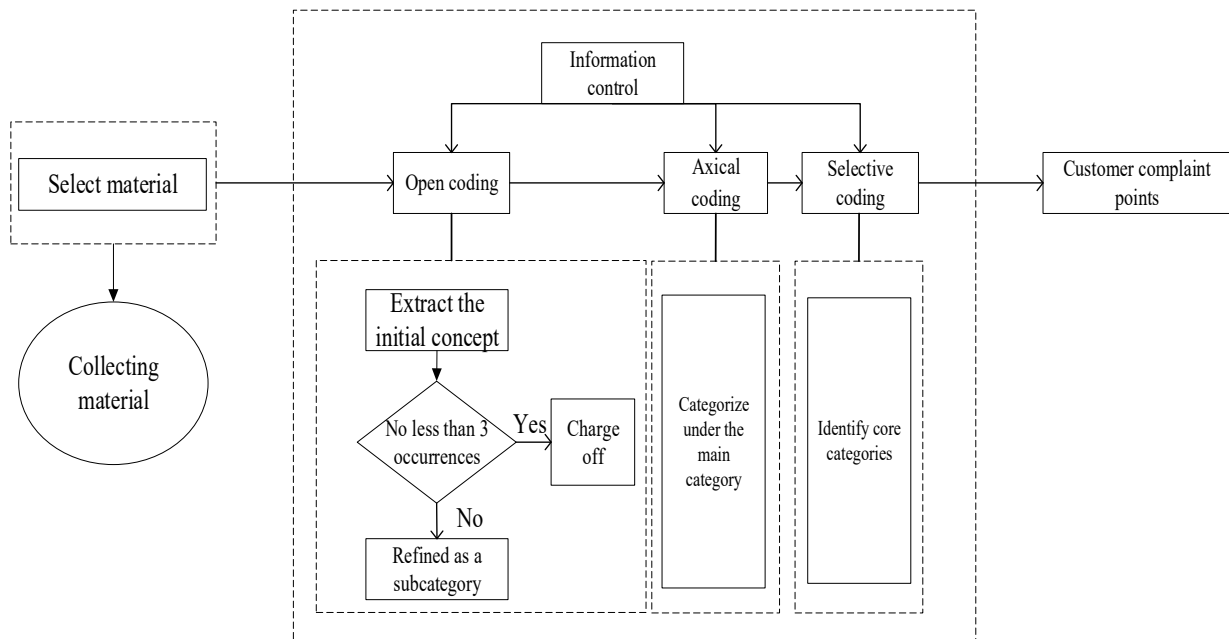 Information
control
Select material
Open coding
Axical
coding
Selective
coding
Customer complaint
points
Collecting
material
Extract the
initial concept
No less than 3
occurrences
Yes
Charge
off
No
Refined as a
subcategory
Categorize
under the
main
category
Identify core
categories